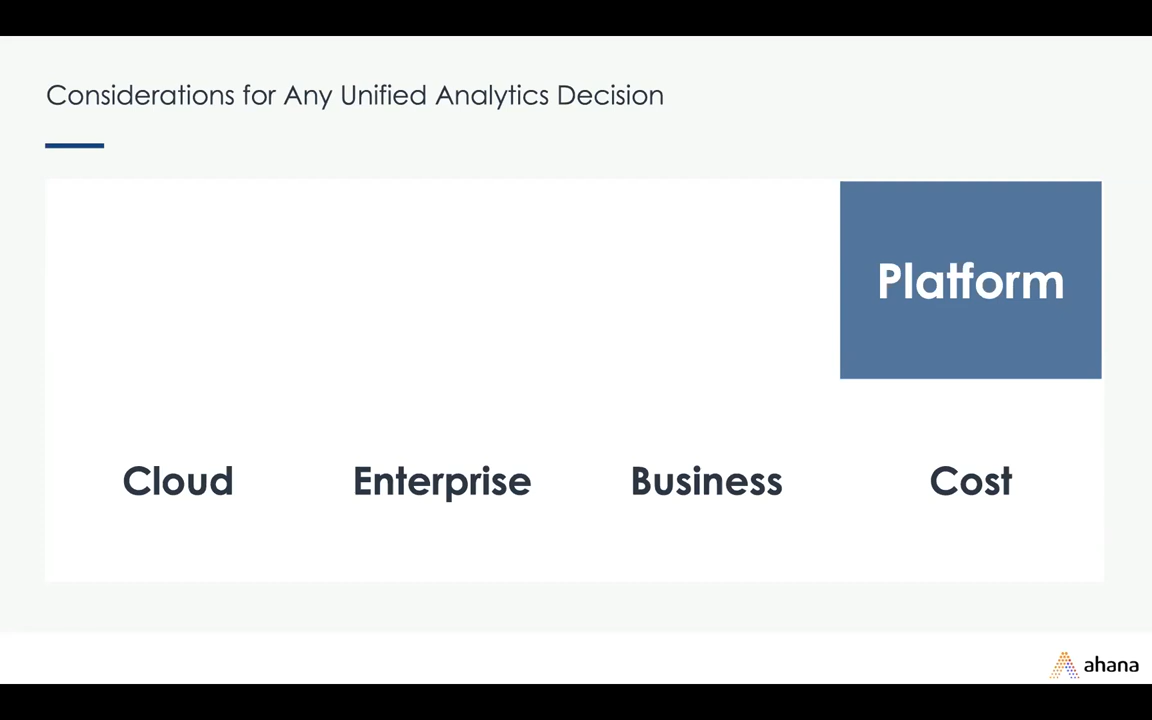 Considerations for Any Unified Analytics Decision
Platform
Cloud Enterprise Business Cost
ahana